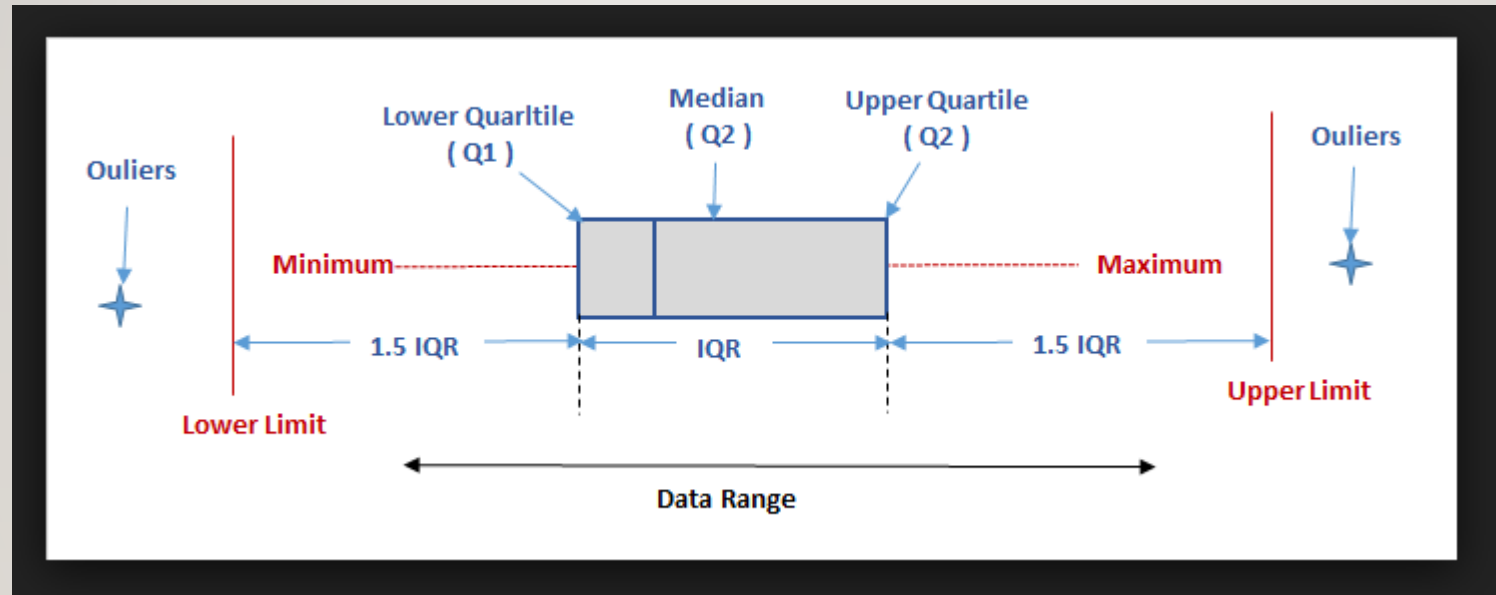 Median
( Q2 )
Upper Quartile
( Q2 )
Lower Quarltile
( Q1 )
Ouliers
Ouliers
Minimum
Maximum
1.5 IQR
IQR
1.5 IQR
Lower Limit
Upper Limit
Data Range